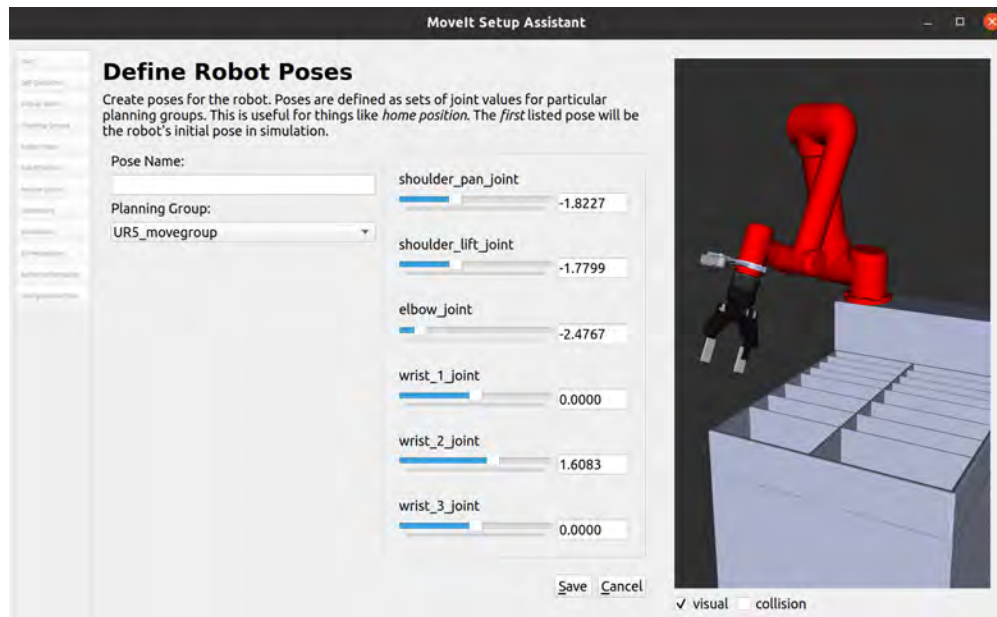 MoveIt Setup Assistant
Define Robot Poses
Create poses for the robot. Poses are defined as sets of joint values for particular
planning groups. This is useful for things like home position. The first listed pose will be
the robot's initial pose in simulation.
Pose Name:
Planning Group:
UR5_movegroup
shoulder_pan_joint
-1.8227
shoulder_lift_joint
-1.7799
elbow_joint
-2.4767
wrist_1_joint
0.0000
wrist_2_joint
1.6083
wrist_3_joint
0.0000
Save Cancel
visual collision